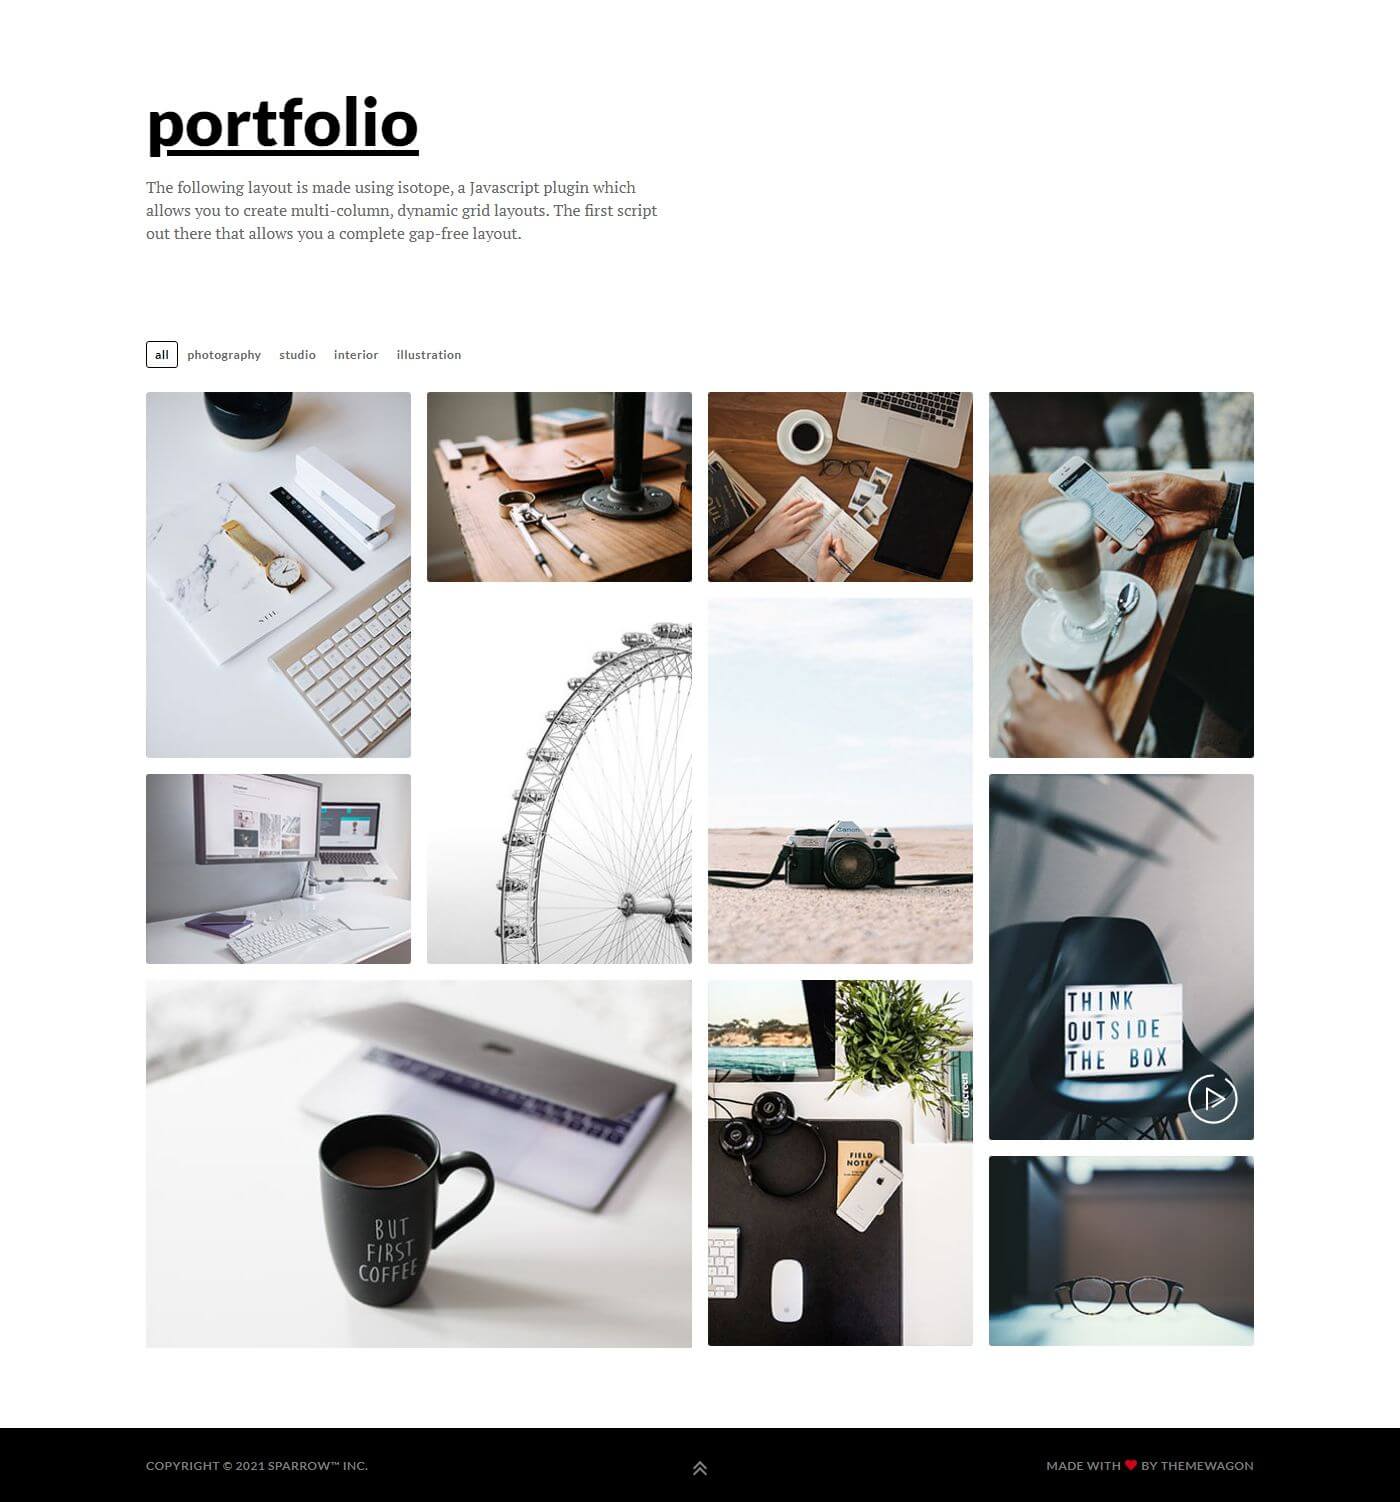 portfolio
The following layout is made using isotope, a Javascript plugin which
allows you to create multi-column, dynamic grid layouts. The first script
out there that allows you a complete gap-free layout.
all photography studio interior illustration
Canon
THINK
OUTSIDE
THE BOX
Offscreen
FIELD
NOTES
BUT
FIRST
COFFEE
COPYRIGHT © 2021 SPARROW™ INC.
MADE WITH ❤ BY THEMEWAGON